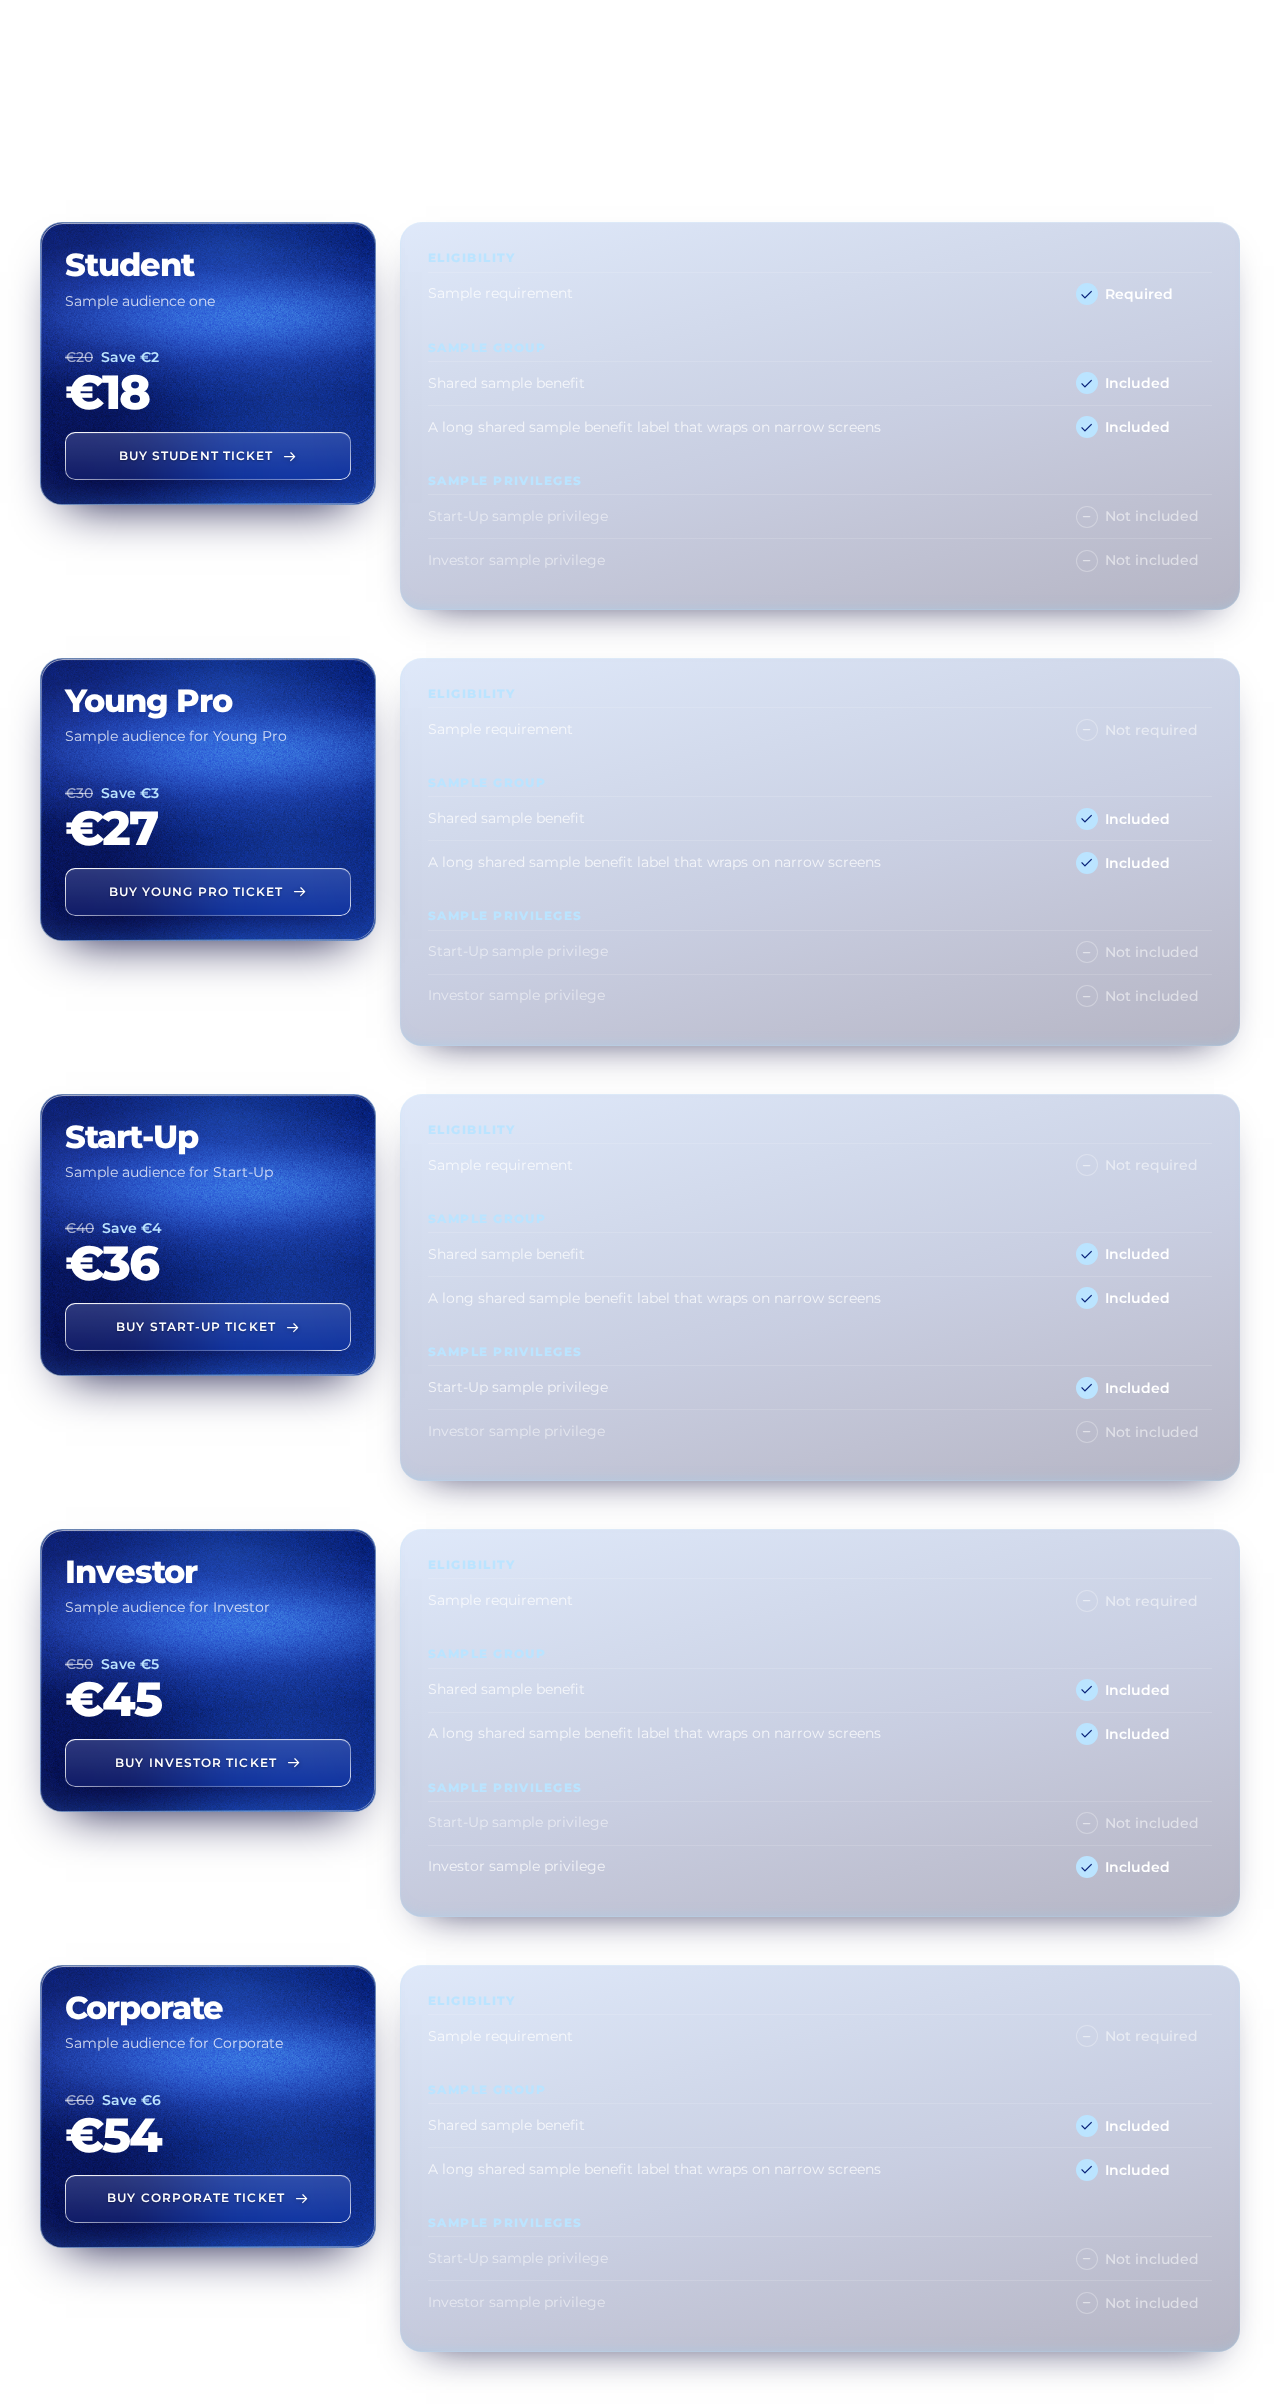 Student
Sample audience one
€20 Save €2
€18
BUY STUDENT TICKET →
ELIGIBILITY
Sample requirement Required
SAMPLE GROUP
Shared sample benefit Included
A long shared sample benefit label that wraps on narrow screens Included
SAMPLE PRIVILEGES
Start-Up sample privilege Not included
Investor sample privilege Not included
Young Pro
Sample audience for Young Pro
€30 Save €3
€27
BUY YOUNG PRO TICKET →
ELIGIBILITY
Sample requirement Not required
SAMPLE GROUP
Shared sample benefit Included
A long shared sample benefit label that wraps on narrow screens Included
SAMPLE PRIVILEGES
Start-Up sample privilege Not included
Investor sample privilege Not included
Start-Up
Sample audience for Start-Up
€40 Save €4
€36
BUY START-UP TICKET →
ELIGIBILITY
Sample requirement Not required
SAMPLE GROUP
Shared sample benefit Included
A long shared sample benefit label that wraps on narrow screens Included
SAMPLE PRIVILEGES
Start-Up sample privilege Included
Investor sample privilege Not included
Investor
Sample audience for Investor
€50 Save €5
€45
BUY INVESTOR TICKET →
ELIGIBILITY
Sample requirement Not required
SAMPLE GROUP
Shared sample benefit Included
A long shared sample benefit label that wraps on narrow screens Included
SAMPLE PRIVILEGES
Start-Up sample privilege Not included
Investor sample privilege Included
Corporate
Sample audience for Corporate
€60 Save €6
€54
BUY CORPORATE TICKET →
ELIGIBILITY
Sample requirement Not required
SAMPLE GROUP
Shared sample benefit Included
A long shared sample benefit label that wraps on narrow screens Included
SAMPLE PRIVILEGES
Start-Up sample privilege Not included
Investor sample privilege Not included